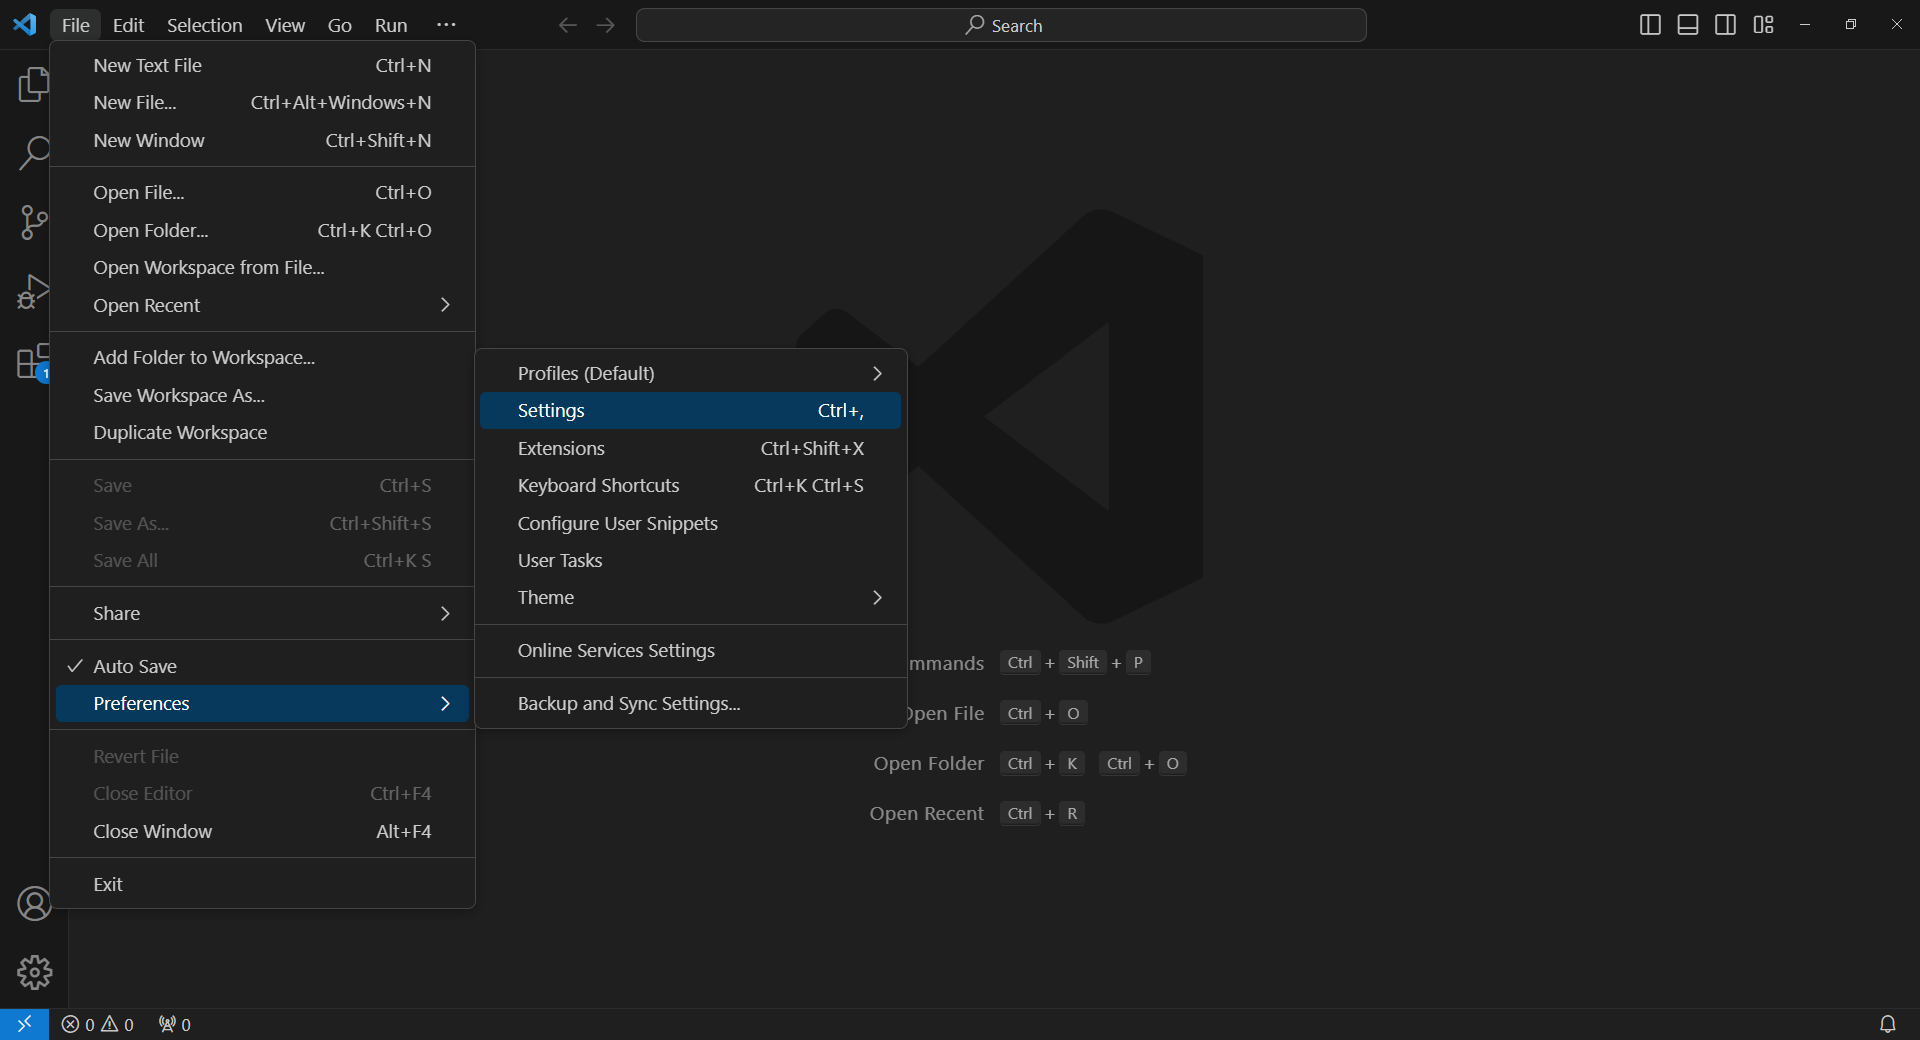 File Edit Selection View Go Run ···
Search
New Text File Ctrl+N
New File... Ctrl+Alt+Windows+N
New Window Ctrl+Shift+N
Open File... Ctrl+O
Open Folder... Ctrl+K Ctrl+O
Open Workspace from File...
Open Recent
Add Folder to Workspace...
Save Workspace As...
Duplicate Workspace
Save Ctrl+S
Save As... Ctrl+Shift+S
Save All Ctrl+K S
Share
Auto Save
Preferences
Revert File
Close Editor Ctrl+F4
Close Window Alt+F4
Exit
1
Profiles (Default)
Settings Ctrl+,
Extensions Ctrl+Shift+X
Keyboard Shortcuts Ctrl+K Ctrl+S
Configure User Snippets
User Tasks
Theme
Online Services Settings
Backup and Sync Settings...
mmands Ctrl + Shift + P
Open File Ctrl + O
Open Folder Ctrl + K Ctrl + O
Open Recent Ctrl + R
0 0 0